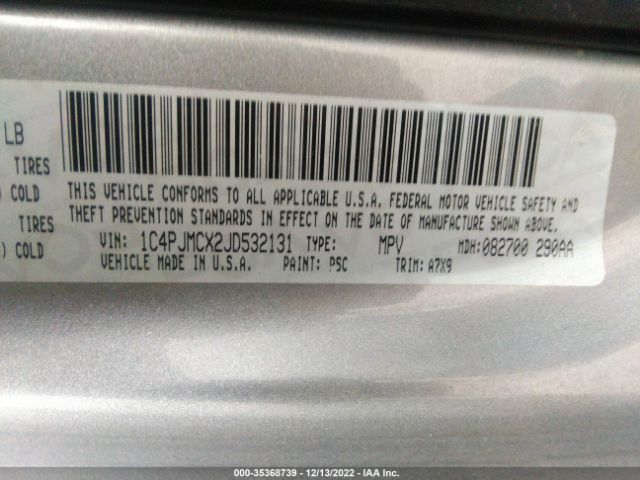 LB
TIRES
) COLD
TIRES
) COLD
THIS VEHICLE CONFORMS TO ALL APPLICABLE U.S.A. FEDERAL MOTOR VEHICLE SAFETY AND
THEFT PREVENTION STANDARDS IN EFFECT ON THE DATE OF MANUFACTURE SHOWN ABOVE.
VIN: 1C4PJMCX2JD532131 TYPE: MPV MDH:082700 290AA
VEHICLE MADE IN U.S.A. PAINT: PSC TRIM: A7X9
000-35368739 - 12/13/2022 - IAA Inc.